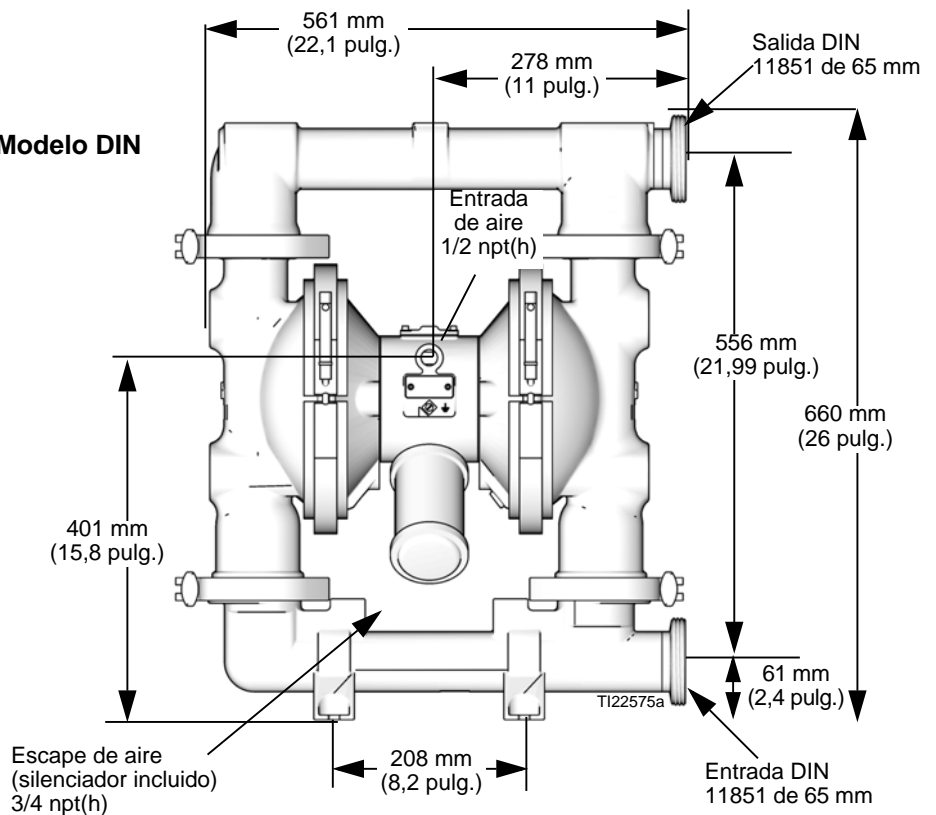 561 mm
(22,1 pulg.)
Salida DIN
11851 de 65 mm
278 mm
(11 pulg.)
Modelo DIN
Entrada
de aire
1/2 npt(h)
556 mm
(21,99 pulg.)
660 mm
(26 pulg.)
401 mm
(15,8 pulg.)
61 mm
(2,4 pulg.)
TI22575a
Escape de aire
(silenciador incluido)
3/4 npt(h)
208 mm
(8,2 pulg.)
Entrada DIN
11851 de 65 mm